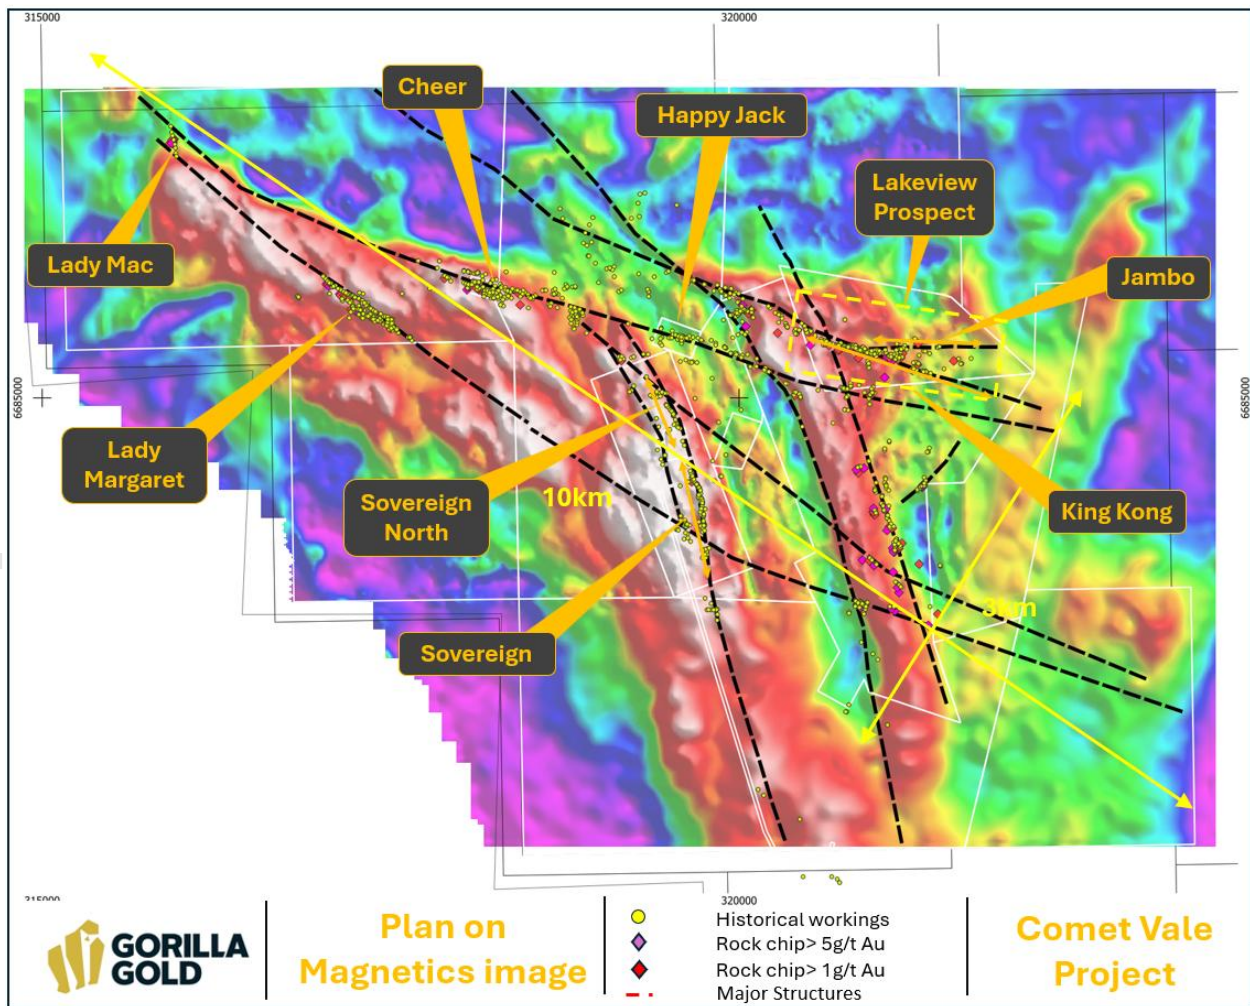 315000
320000
Cheer
Happy Jack
Lakeview
Prospect
Lady Mac
Jambo
6685000
6685000
Lady
Margaret
Sovereign
North
10km
King Kong
3km
Sovereign
315000
320000
GORILLA
GOLD
Plan on
Magnetics image
Historical workings
Rock chip> 5g/t Au
Rock chip> 1g/t Au
Major Structures
Comet Vale
Project